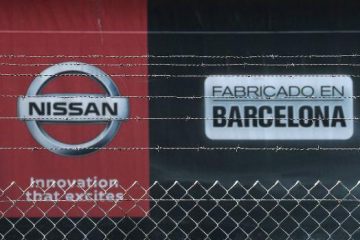 NISSAN
Innovation
that excites
FABRICADO EN
BARCELONA